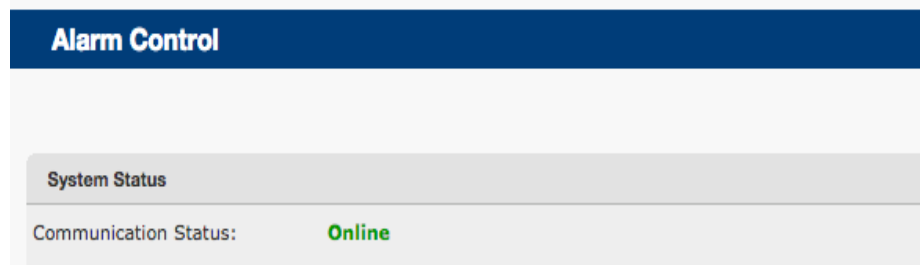 Alarm Control
System Status
Communication Status: Online